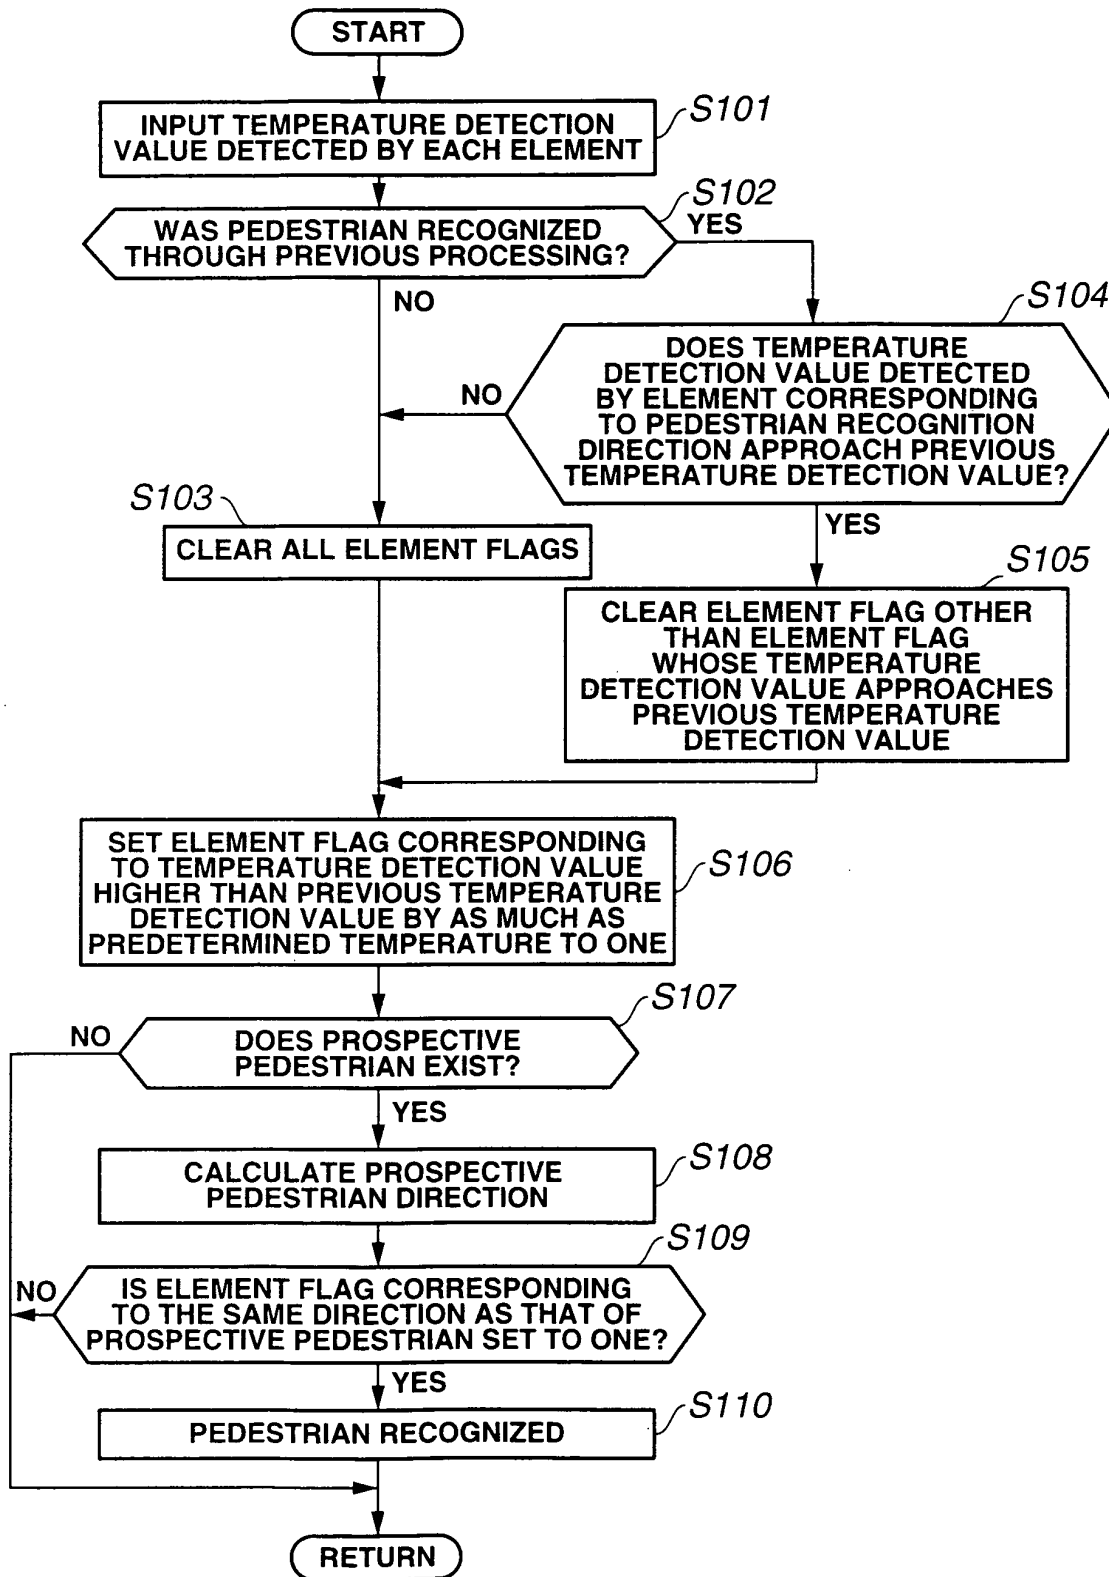 START
S101
INPUT TEMPERATURE DETECTION
VALUE DETECTED BY EACH ELEMENT
S102
WAS PEDESTRIAN RECOGNIZED
THROUGH PREVIOUS PROCESSING?
YES
NO
S104
DOES TEMPERATURE
DETECTION VALUE DETECTED
BY ELEMENT CORRESPONDING
TO PEDESTRIAN RECOGNITION
DIRECTION APPROACH PREVIOUS
TEMPERATURE DETECTION VALUE?
NO
YES
S103
CLEAR ALL ELEMENT FLAGS
S105
CLEAR ELEMENT FLAG OTHER
THAN ELEMENT FLAG
WHOSE TEMPERATURE
DETECTION VALUE APPROACHES
PREVIOUS TEMPERATURE
DETECTION VALUE
SET ELEMENT FLAG CORRESPONDING
TO TEMPERATURE DETECTION VALUE
HIGHER THAN PREVIOUS TEMPERATURE
DETECTION VALUE BY AS MUCH AS
PREDETERMINED TEMPERATURE TO ONE
S106
S107
NO
DOES PROSPECTIVE
PEDESTRIAN EXIST?
YES
S108
CALCULATE PROSPECTIVE
PEDESTRIAN DIRECTION
S109
NO
IS ELEMENT FLAG CORRESPONDING
TO THE SAME DIRECTION AS THAT OF
PROSPECTIVE PEDESTRIAN SET TO ONE?
YES
S110
PEDESTRIAN RECOGNIZED
RETURN